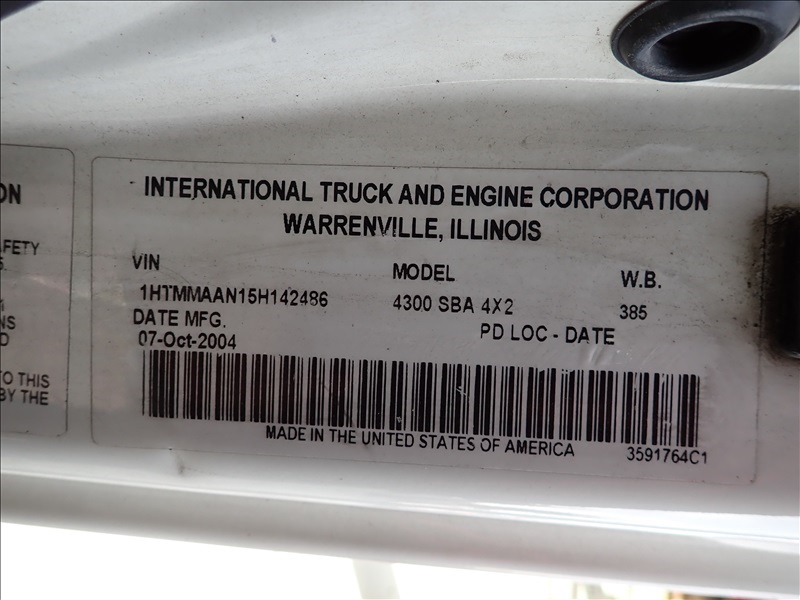 ON
AFETY
NS
D
TO THIS
BY THE
INTERNATIONAL TRUCK AND ENGINE CORPORATION
WARRENVILLE, ILLINOIS
VIN MODEL W.B.
1HTMMAAN15H142486 4300 SBA 4X2 385
DATE MFG. PD LOC - DATE
07-Oct-2004
MADE IN THE UNITED STATES OF AMERICA 3591764C1